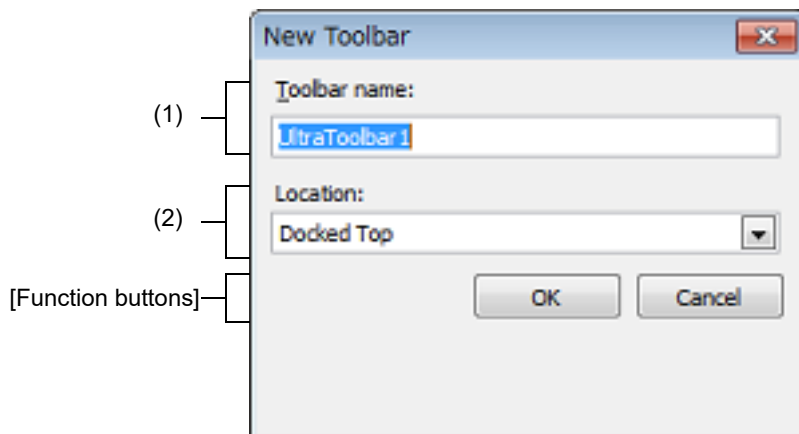 New Toolbar
(1)
Toolbar name:
UltraToolbar1
(2)
Location:
Docked Top
[Function buttons]
OK
Cancel